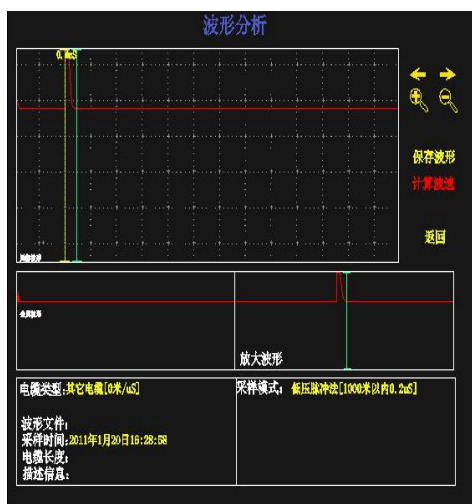 波形分析
保存波形
计算波速
返回
全局波形
放大波形
电缆类型:其它电缆[0米/uS]
采样模式: 低压脉冲法[1000米以内0.2uS]
波形文件:
采样时间:2011年1月20日16:28:58
电缆长度:
描述信息: